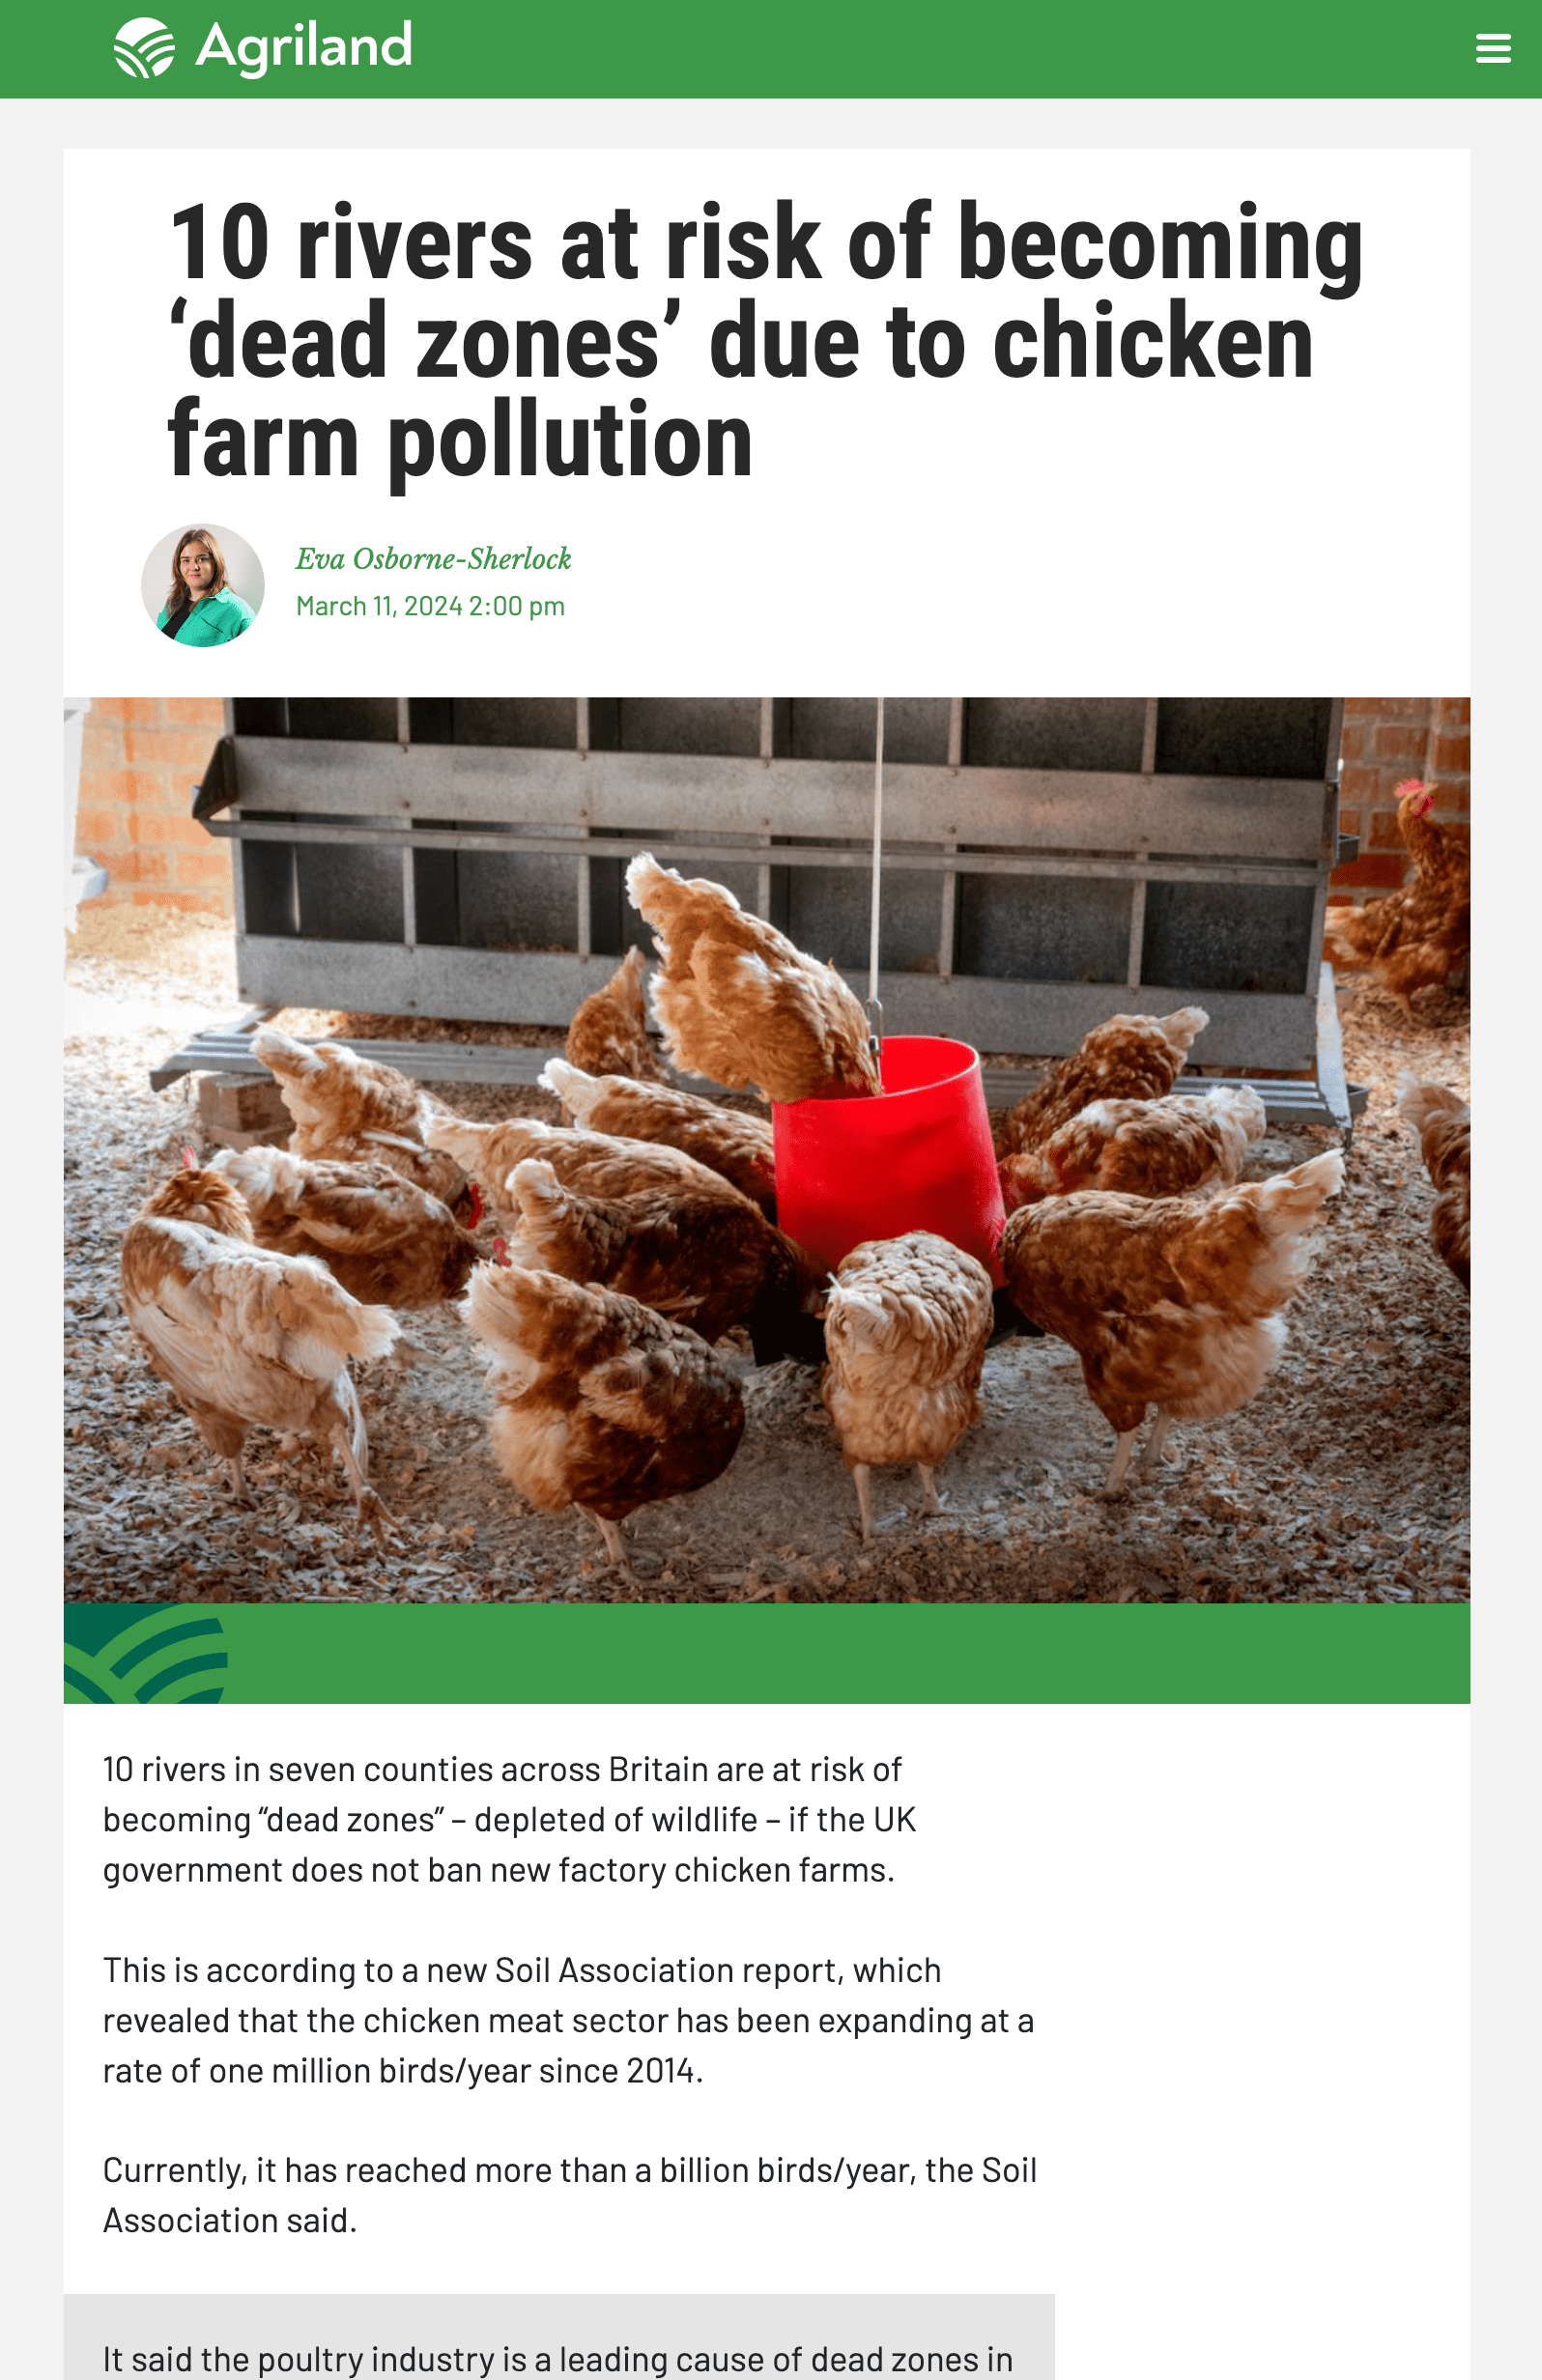 Agriland
10 rivers at risk of becoming
‘dead zones’ due to chicken
farm pollution
Eva Osborne-Sherlock
March 11, 2024 2:00 pm
10 rivers in seven counties across Britain are at risk of
becoming “dead zones” – depleted of wildlife – if the UK
government does not ban new factory chicken farms.
This is according to a new Soil Association report, which
revealed that the chicken meat sector has been expanding at a
rate of one million birds/year since 2014.
Currently, it has reached more than a billion birds/year, the Soil
Association said.
It said the poultry industry is a leading cause of dead zones in